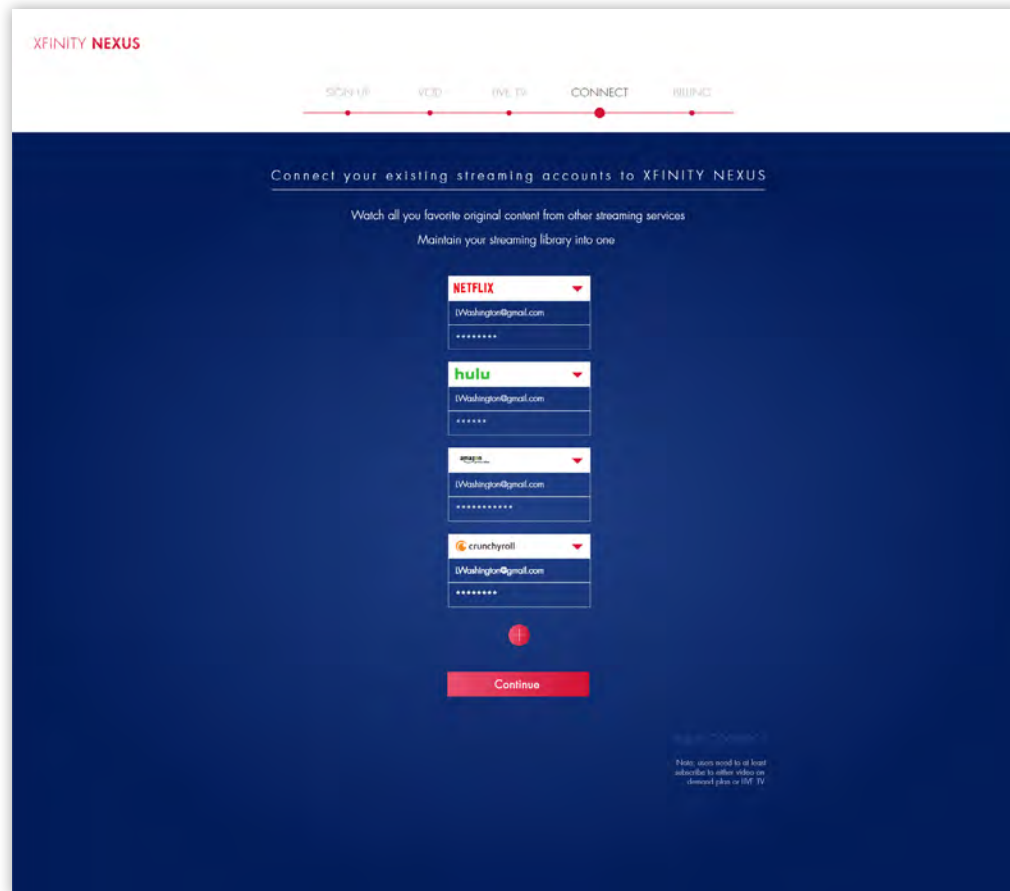 XFINITY NEXUS
SIGN UP VOD LIVE TV CONNECT BILLING
Connect your existing streaming accounts to XFINITY NEXUS
Watch all you favorite original content from other streaming services
Maintain your streaming library into one
NETFLIX
LWashington@gmail.com
********
hulu
LWashington@gmail.com
******
amazon
LWashington@gmail.com
***********
crunchyroll
LWashington@gmail.com
********
Continue
Note, users need to at least
subscribe to either video on
demand plan or LIVE TV